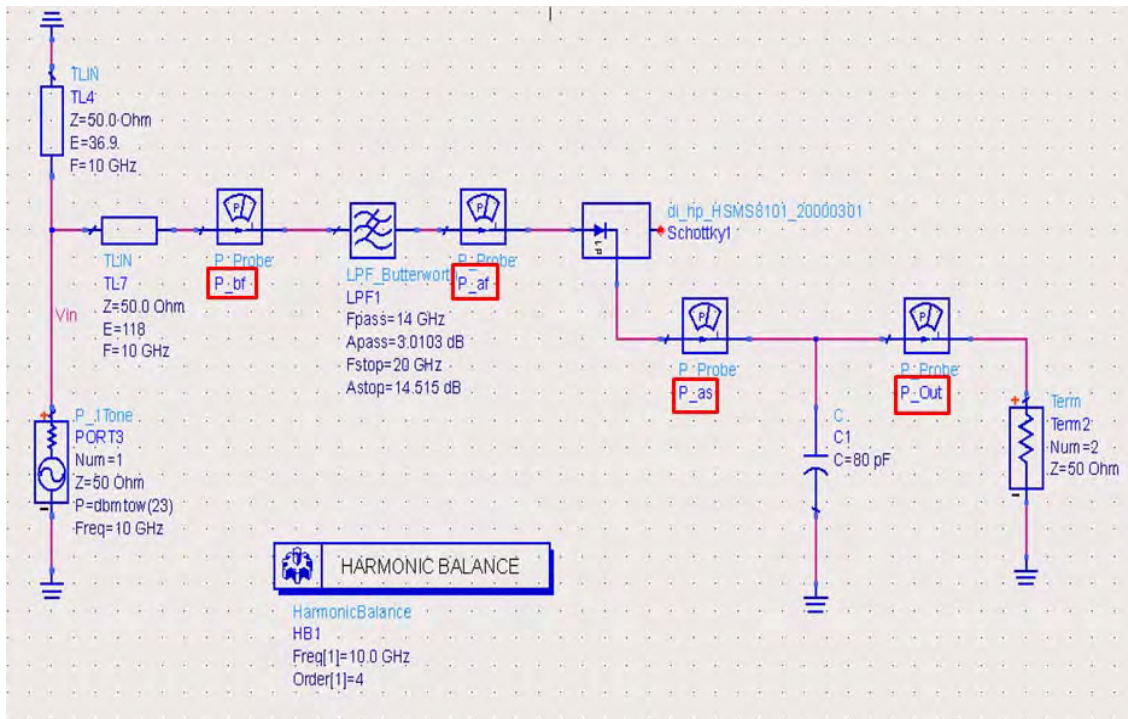 TLIN
TL4
Z=50.0 Ohm
E=36.9
F=10 GHz
TLIN
TL7
Z=50.0 Ohm
E=118
F=10 GHz
P_Probe
P_bf
LPF_Butterworth
LPF1
Fpass=14 GHz
Apass=3.0103 dB
Fstop=20 GHz
Astop=14.515 dB
P_Probe
P_af
di_hp_HSMS8101_20000301
Schottky1
Vin
P_1Tone
PORT3
Num=1
Z=50 Ohm
P=dbmtow(23)
Freq=10 GHz
P_Probe
P_as
C
C1
C=80 pF
P_Probe
P_Out
Term
Term2
Num=2
Z=50 Ohm
HARMONIC BALANCE
HarmonicBalance
HB1
Freq[1]=10.0 GHz
Order[1]=4